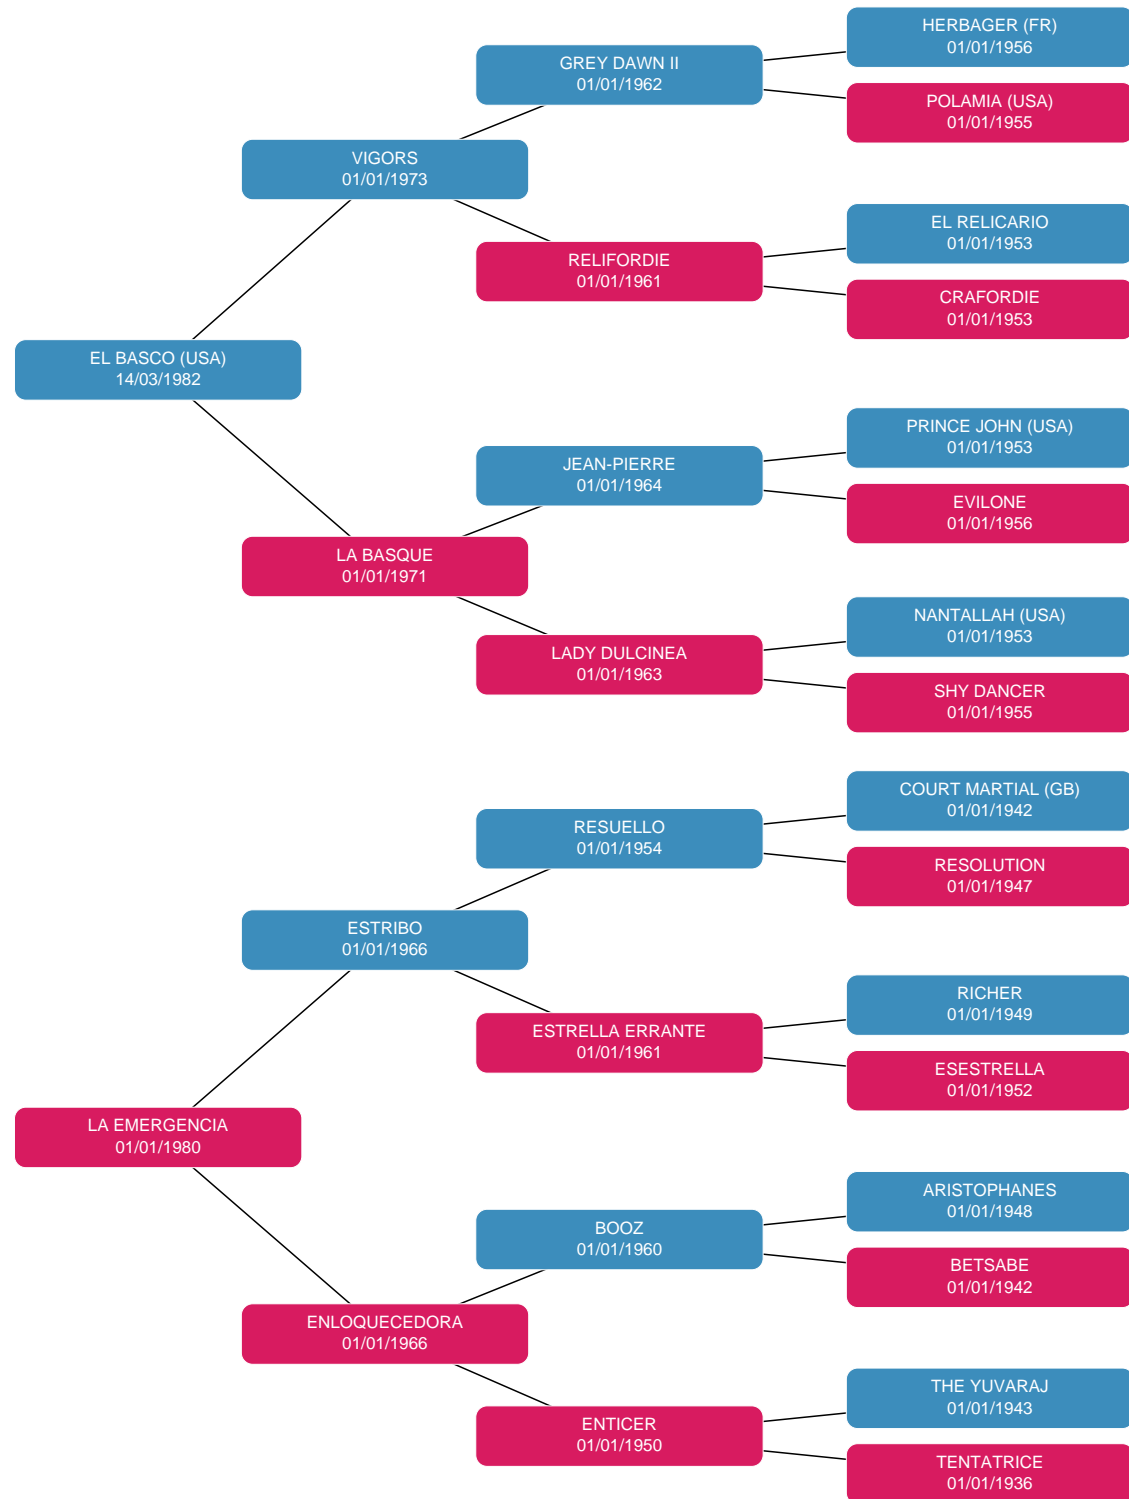 HERBAGER (FR)
01/01/1956
GREY DAWN II
01/01/1962
POLAMIA (USA)
01/01/1955
VIGORS
01/01/1973
EL RELICARIO
01/01/1953
RELIFORDIE
01/01/1961
CRAFORDIE
01/01/1953
EL BASCO (USA)
14/03/1982
PRINCE JOHN (USA)
01/01/1953
JEAN-PIERRE
01/01/1964
EVILONE
01/01/1956
LA BASQUE
01/01/1971
NANTALLAH (USA)
01/01/1953
LADY DULCINEA
01/01/1963
SHY DANCER
01/01/1955
COURT MARTIAL (GB)
01/01/1942
RESUELLO
01/01/1954
RESOLUTION
01/01/1947
ESTRIBO
01/01/1966
RICHER
01/01/1949
ESTRELLA ERRANTE
01/01/1961
ESESTRELLA
01/01/1952
LA EMERGENCIA
01/01/1980
ARISTOPHANES
01/01/1948
BOOZ
01/01/1960
BETSABE
01/01/1942
ENLOQUECEDORA
01/01/1966
THE YUVARAJ
01/01/1943
ENTICER
01/01/1950
TENTATRICE
01/01/1936